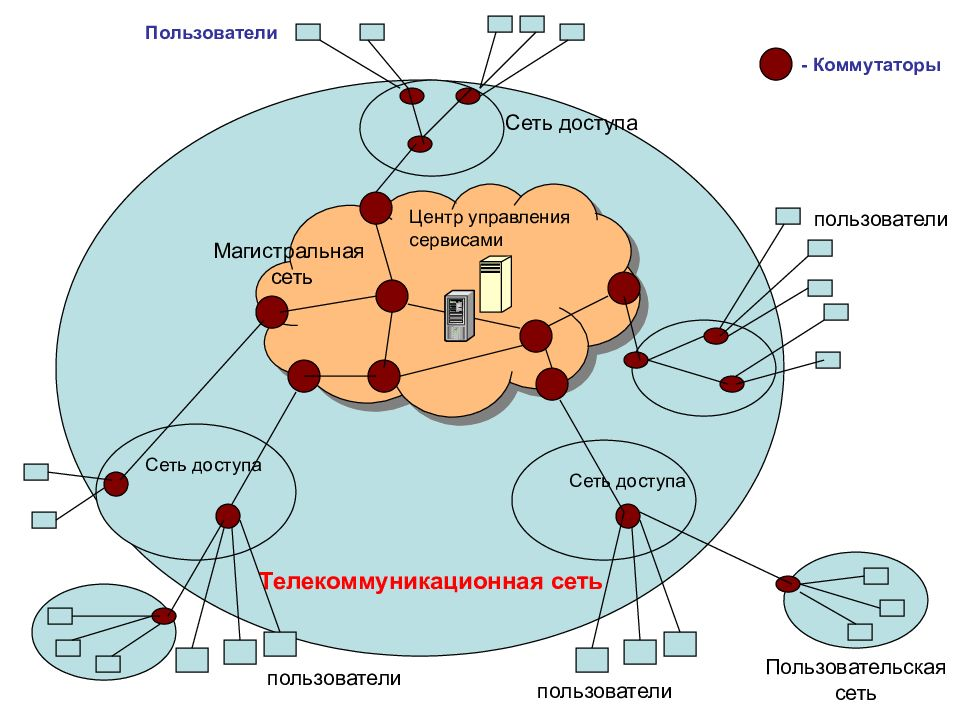 Пользователи
- Коммутаторы
Сеть доступа
Центр управления
сервисами
пользователи
Магистральная
сеть
Сеть доступа
Сеть доступа
Телекоммуникационная сеть
Пользовательская
сеть
пользователи
пользователи